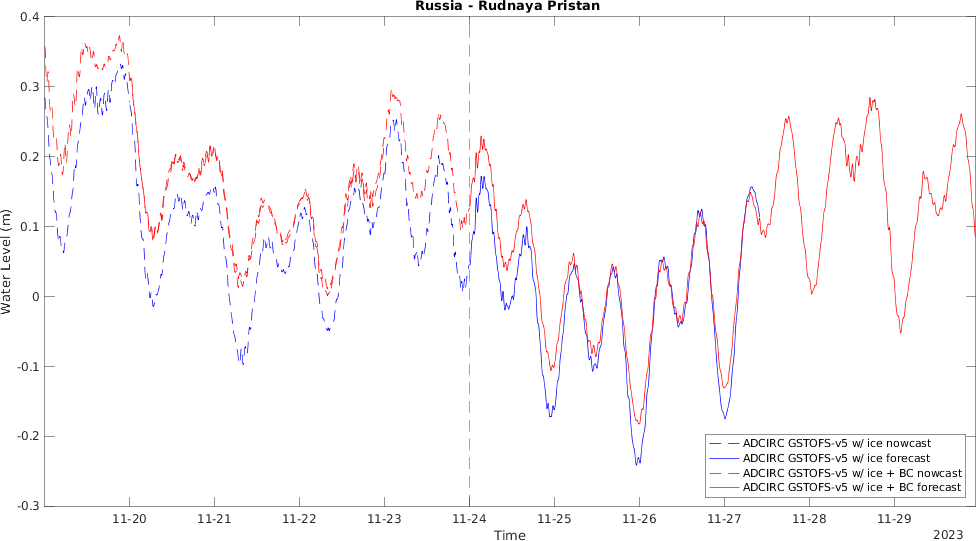 Russia - Rudnaya Pristan
0.4
0.3
0.2
0.1
0
-0.1
-0.2
-0.3
Water Level (m)
ADCIRC GSTOFS-v5 w/ ice nowcast
ADCIRC GSTOFS-v5 w/ ice forecast
ADCIRC GSTOFS-v5 w/ ice + BC nowcast
ADCIRC GSTOFS-v5 w/ ice + BC forecast
11-20 11-21 11-22 11-23 11-24 11-25 11-26 11-27 11-28 11-29
Time
2023